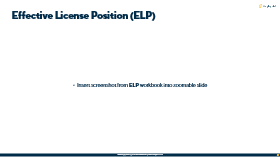 Effective License Position (ELP)
• Insert screenshot from ELP workbook into zoomable slide